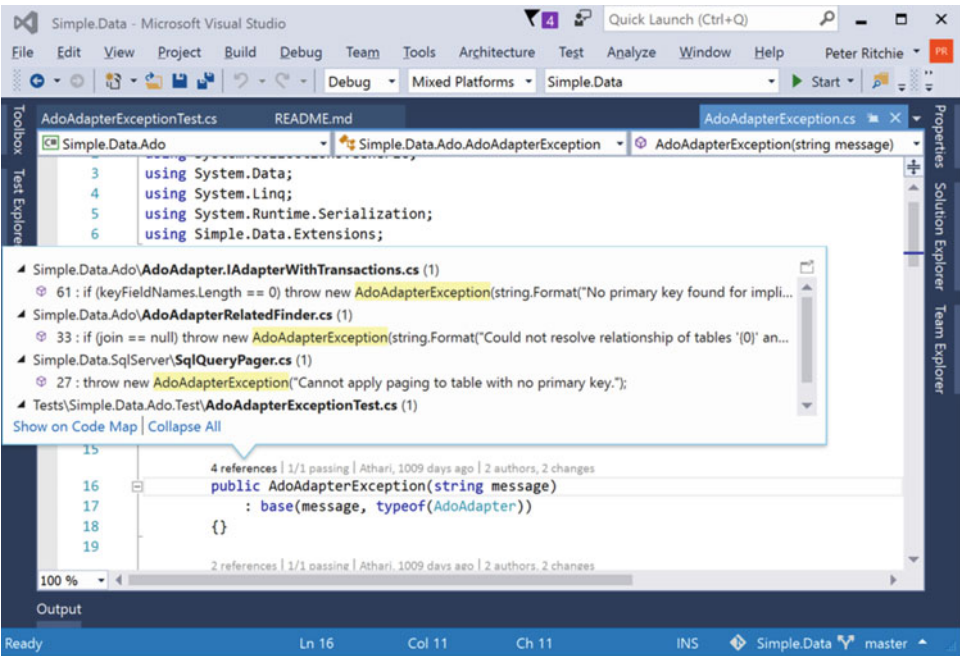 Simple.Data - Microsoft Visual Studio
4
Quick Launch (Ctrl+Q)
File Edit View Project Build Debug Team Tools Architecture Test Analyze Window Help Peter Ritchie PR
Debug Mixed Platforms Simple.Data Start
Toolbox
Test Explorer
AdoAdapterExceptionTest.cs README.md AdoAdapterException.cs
Simple.Data.Ado Simple.Data.Ado.AdoAdapterException AdoAdapterException(string message)
3 using System.Data;
4 using System.Linq;
5 using System.Runtime.Serialization;
6 using Simple.Data.Extensions;
Simple.Data.Ado\AdoAdapter.IAdapterWithTransactions.cs (1)
61 : if (keyFieldNames.Length == 0) throw new AdoAdapterException(string.Format("No primary key found for impli...
Simple.Data.Ado\AdoAdapterRelatedFinder.cs (1)
33 : if (join == null) throw new AdoAdapterException(string.Format("Could not resolve relationship of tables '{0}' an...
Simple.Data.SqlServer\SqlQueryPager.cs (1)
27 : throw new AdoAdapterException("Cannot apply paging to table with no primary key.");
Tests\Simple.Data.Ado.Test\AdoAdapterExceptionTest.cs (1)
Show on Code Map | Collapse All
15
4 references | 1/1 passing | Athari, 1009 days ago | 2 authors, 2 changes
16 public AdoAdapterException(string message)
17 : base(message, typeof(AdoAdapter))
18 {}
19
2 references | 1/1 passing | Athari, 1009 days ago | 2 authors, 2 changes
100 %
Properties
Solution Explorer
Team Explorer
Output
Ready Ln 16 Col 11 Ch 11 INS Simple.Data master